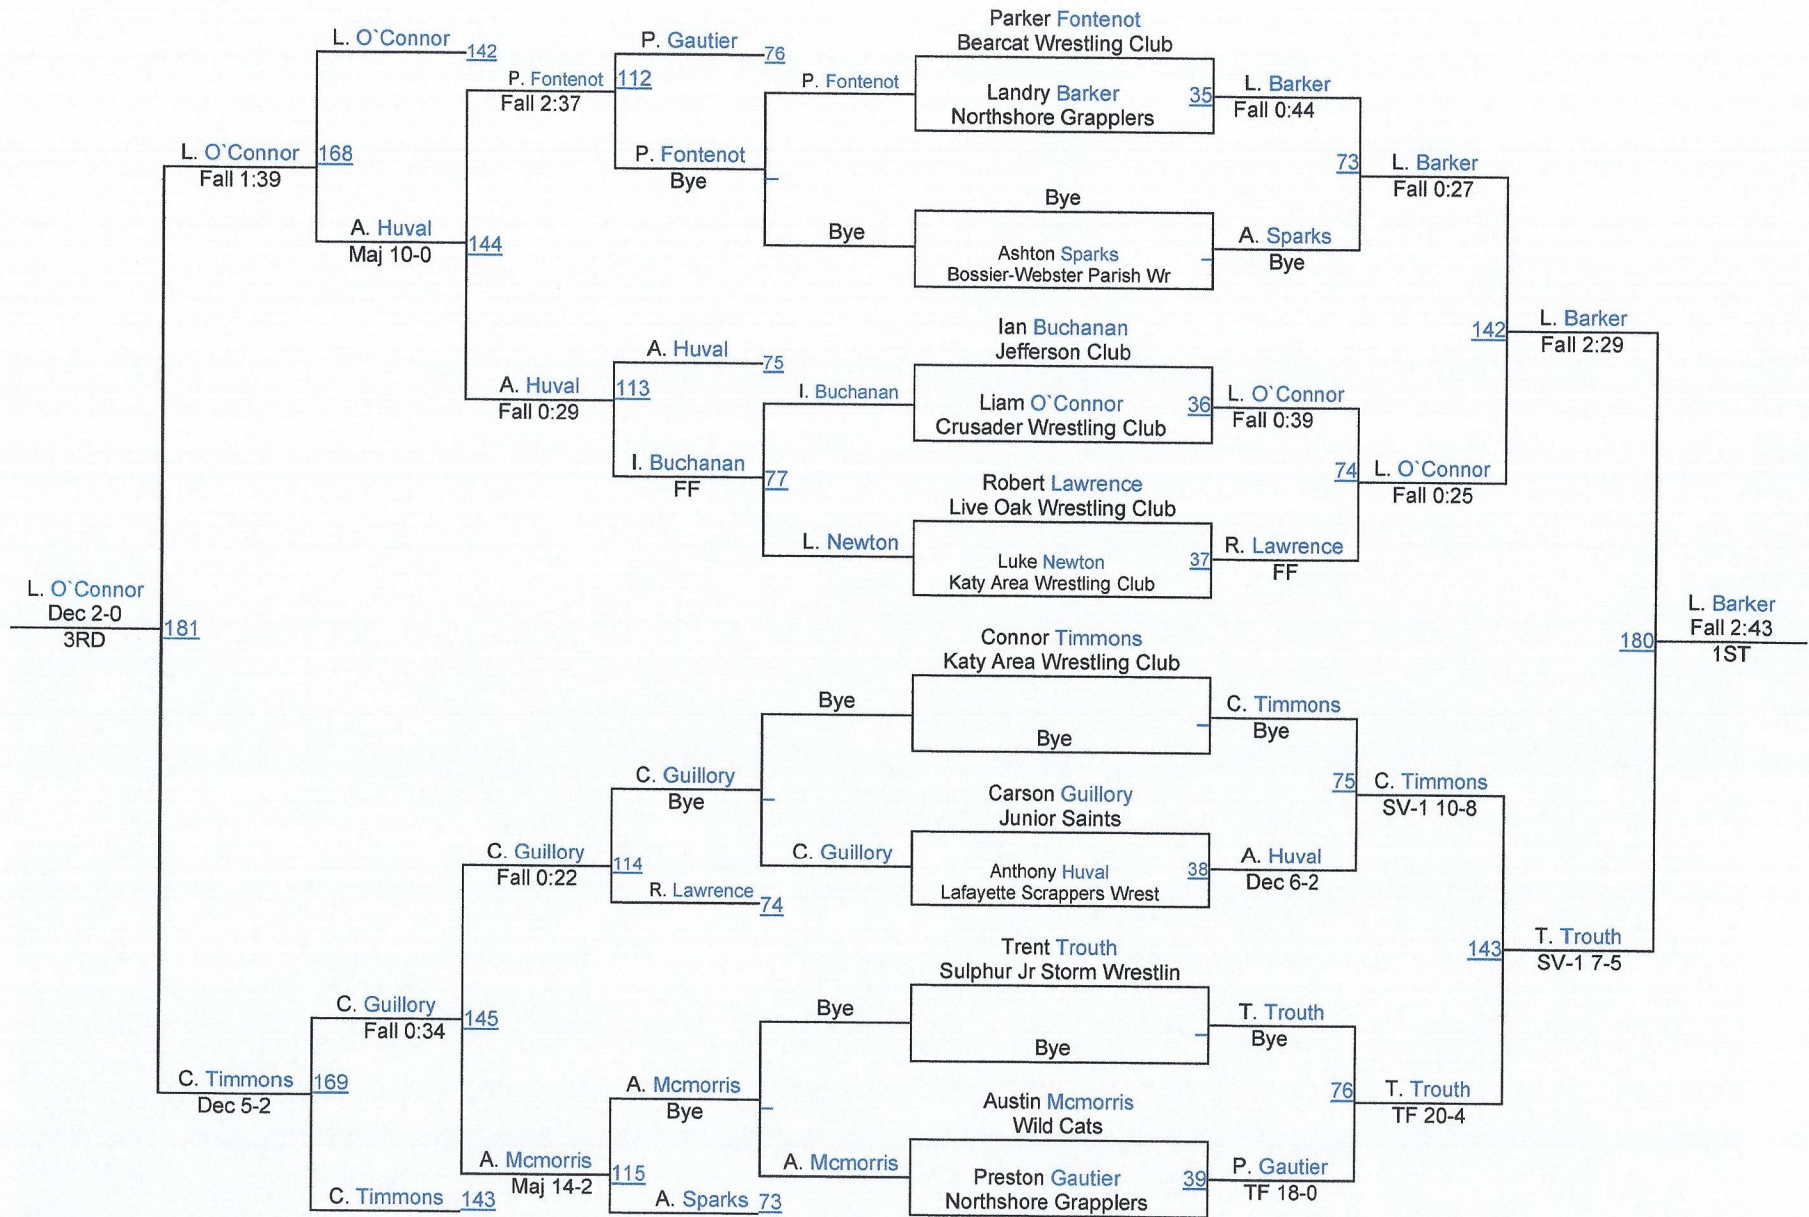 Parker Fontenot
Bearcat Wrestling Club
L. O`Connor
142
P. Gautier
76
P. Fontenot
112
Fall 2:37
P. Fontenot
Landry Barker
Northshore Grapplers
35
L. Barker
Fall 0:44
L. O`Connor
168
Fall 1:39
P. Fontenot
Bye
73
L. Barker
Fall 0:27
Bye
A. Huval
144
Maj 10-0
Bye
Ashton Sparks
Bossier-Webster Parish Wr
A. Sparks
Bye
Ian Buchanan
Jefferson Club
142
L. Barker
Fall 2:29
A. Huval
75
A. Huval
113
Fall 0:29
I. Buchanan
Liam O`Connor
Crusader Wrestling Club
36
L. O`Connor
Fall 0:39
I. Buchanan
77
FF
74
L. O`Connor
Fall 0:25
Robert Lawrence
Live Oak Wrestling Club
L. Newton
Luke Newton
Katy Area Wrestling Club
37
R. Lawrence
FF
L. O`Connor
Dec 2-0
181
3RD
L. Barker
Fall 2:43
180
1ST
Connor Timmons
Katy Area Wrestling Club
Bye
Bye
C. Timmons
Bye
C. Guillory
Bye
75
C. Timmons
SV-1 10-8
Carson Guillory
Junior Saints
C. Guillory
114
Fall 0:22
C. Guillory
Anthony Huval
Lafayette Scrappers Wrest
38
A. Huval
Dec 6-2
R. Lawrence
74
Trent Trouth
Sulphur Jr Storm Wrestlin
143
T. Trouth
SV-1 7-5
C. Guillory
145
Fall 0:34
Bye
Bye
T. Trouth
Bye
C. Timmons
169
Dec 5-2
A. Mcmorris
Bye
76
T. Trouth
TF 20-4
Austin Mcmorris
Wild Cats
A. Mcmorris
115
Maj 14-2
A. Mcmorris
Preston Gautier
Northshore Grapplers
39
P. Gautier
TF 18-0
C. Timmons
143
A. Sparks
73